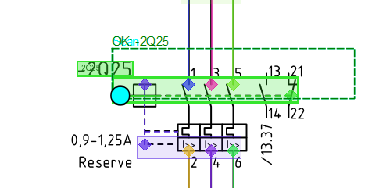 OK: -2Q25
-2Q25
1 3 5 13 21
14 22
0,9-1,25A
Reserve
2 4 6
/13.37